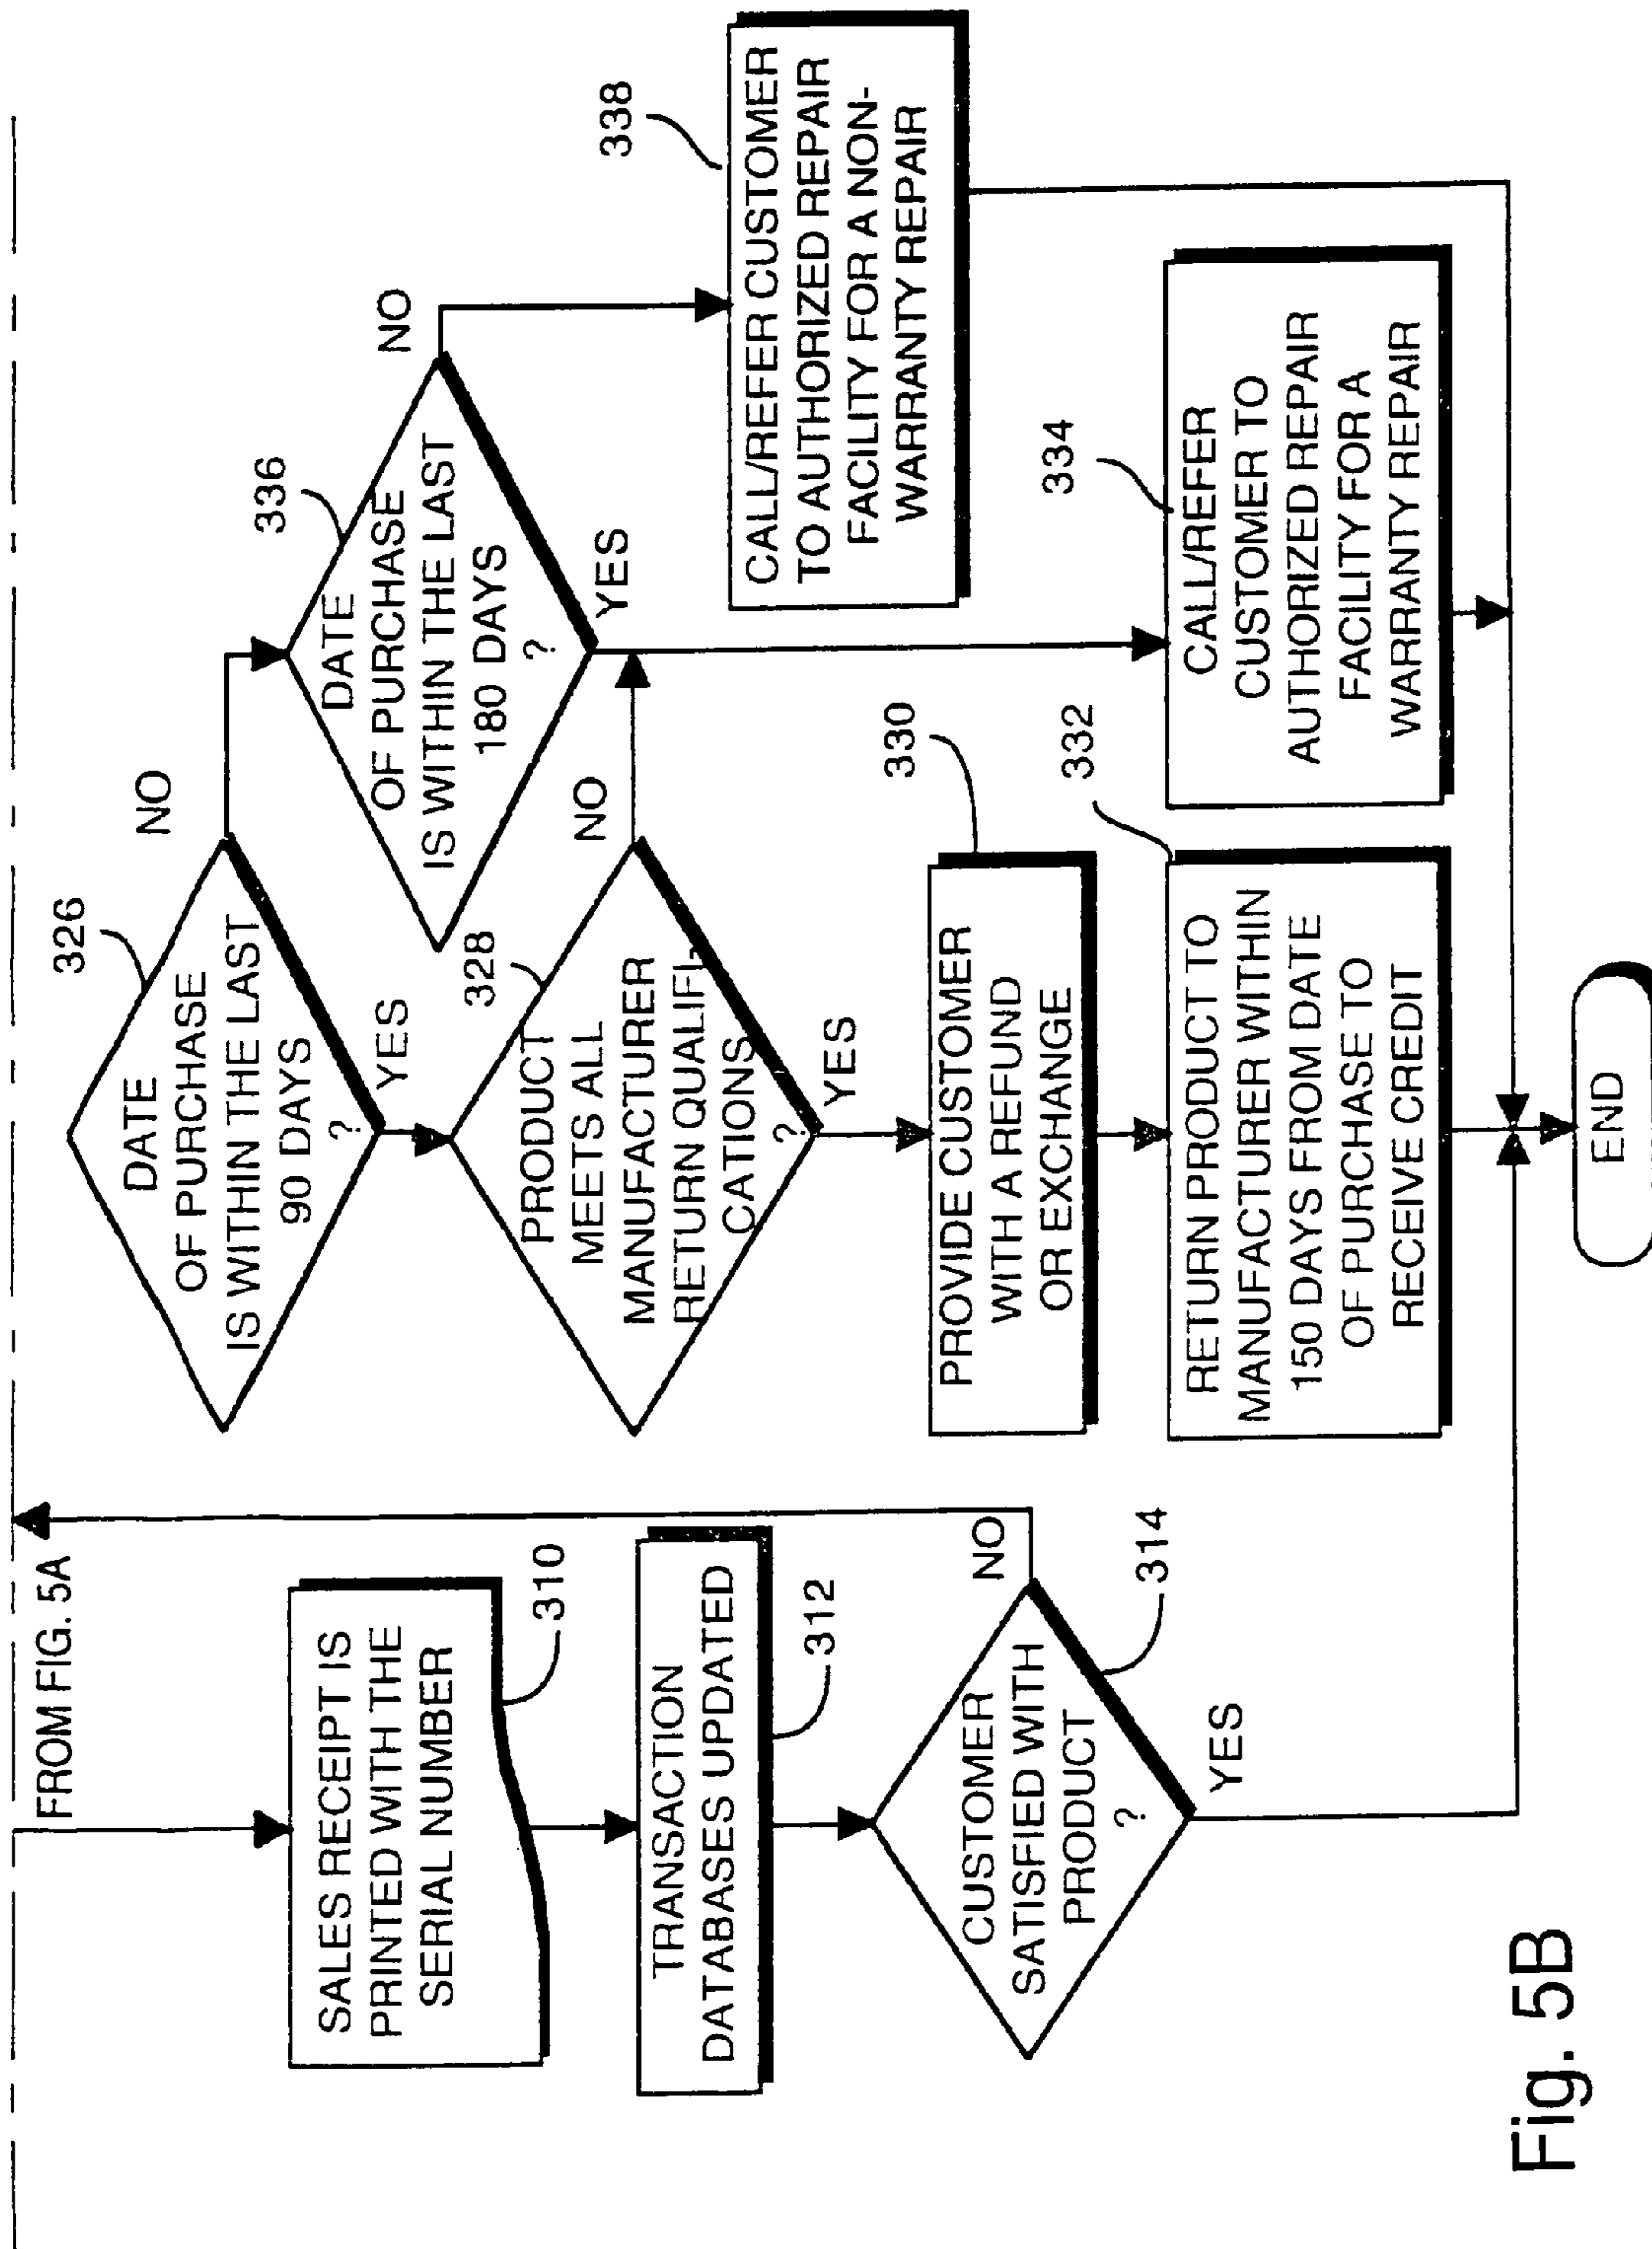 FROM FIG. 5A
SALES RECEIPT IS
PRINTED WITH THE
SERIAL NUMBER
310
TRANSACTION
DATABASES UPDATED
312
CUSTOMER
SATISFIED WITH
PRODUCT
?
314
NO
YES
326
DATE
OF PURCHASE
IS WITHIN THE LAST
90 DAYS
?
NO
YES
328
PRODUCT
MEETS ALL
MANUFACTURER
RETURN QUALIFI-
CATIONS
?
NO
YES
330
PROVIDE CUSTOMER
WITH A REFUND
OR EXCHANGE
332
RETURN PRODUCT TO
MANUFACTURER WITHIN
150 DAYS FROM DATE
OF PURCHASE TO
RECEIVE CREDIT
336
DATE
OF PURCHASE
IS WITHIN THE LAST
180 DAYS
?
NO
YES
338
CALL/REFER CUSTOMER
TO AUTHORIZED REPAIR
FACILITY FOR A NON-
WARRANTY REPAIR
334
CALL/REFER
CUSTOMER TO
AUTHORIZED REPAIR
FACILITY FOR A
WARRANTY REPAIR
END
Fig. 5B